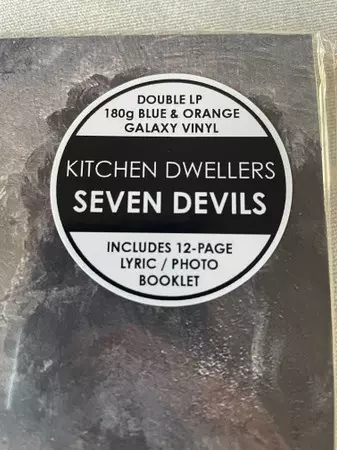 DOUBLE LP
180g BLUE & ORANGE
GALAXY VINYL
KITCHEN DWELLERS
SEVEN DEVILS
INCLUDES 12-PAGE
LYRIC / PHOTO
BOOKLET